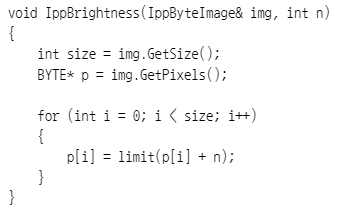 void IppBrightness(IppByteImage& img, int n)
{
    int size = img.GetSize();
    BYTE* p = img.GetPixels();

    for (int i = 0; i < size; i++)
    {
        p[i] = limit(p[i] + n);
    }
}